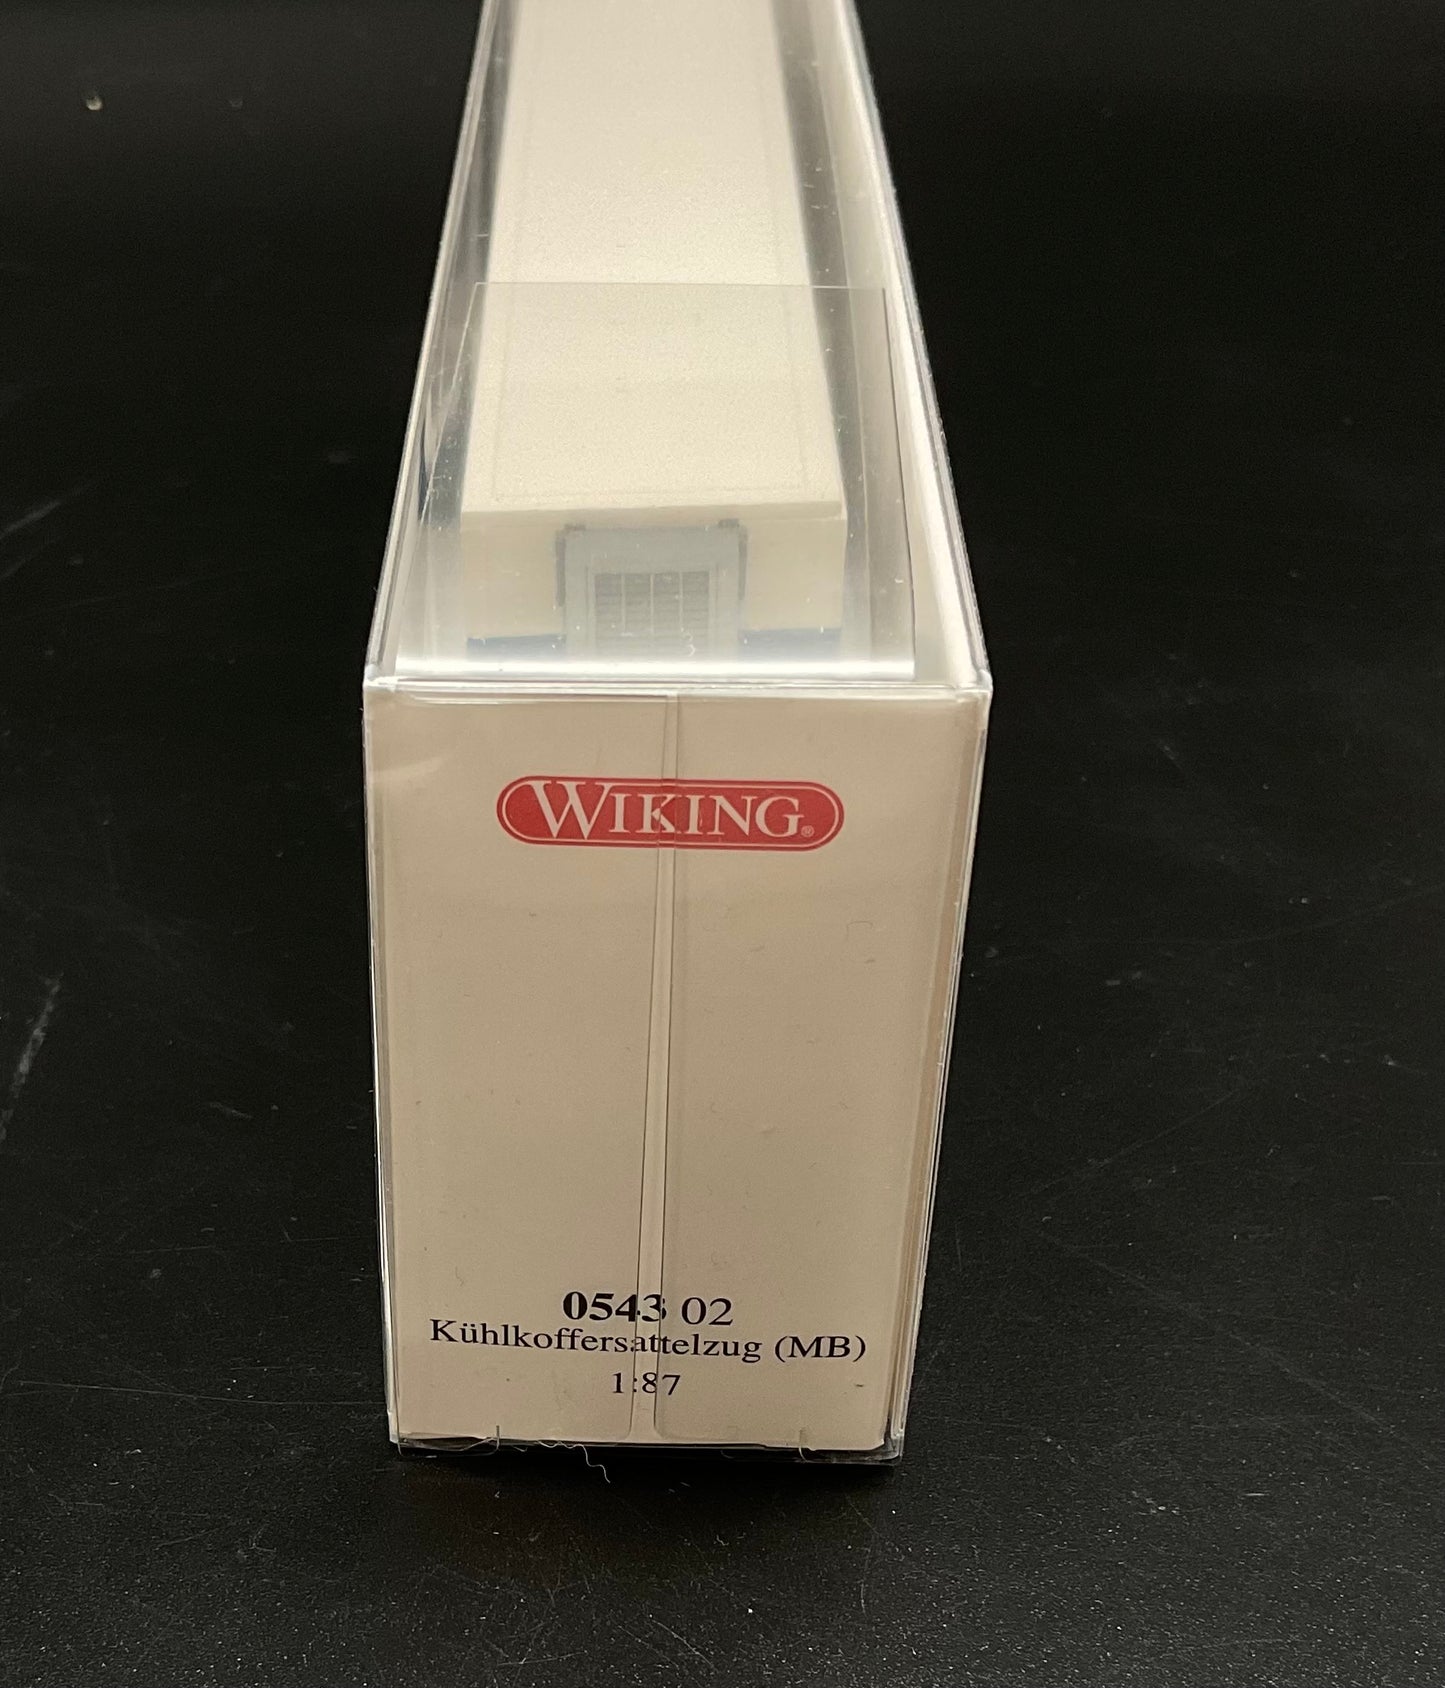 WIKING®
0543 02
Kühlkoffersattelzug (MB)
1:87